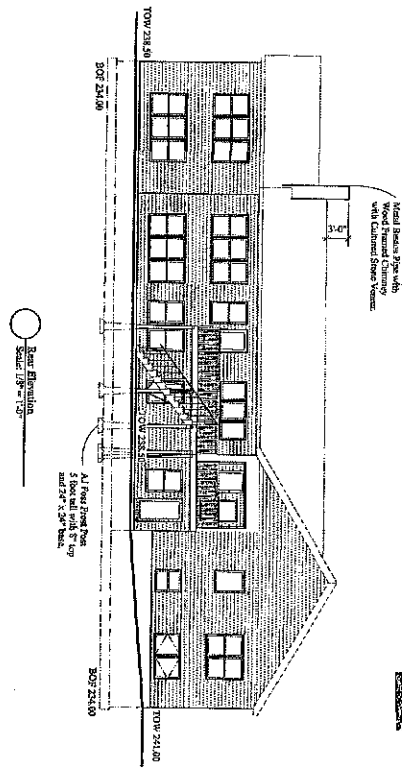 Metal Resave Pipe with
Wood Framed Chimney
with Cultured Stone Veneer.
3'-0"
TOW 238.50
BOF 234.00
TOW 238.50
BOF 234.00
TOW 241.00
AJ Foss Frost Post
5 foot tall with 8" top
and 24" x 24" base.
Rear Elevation
Scale: 1/8" = 1'-0"